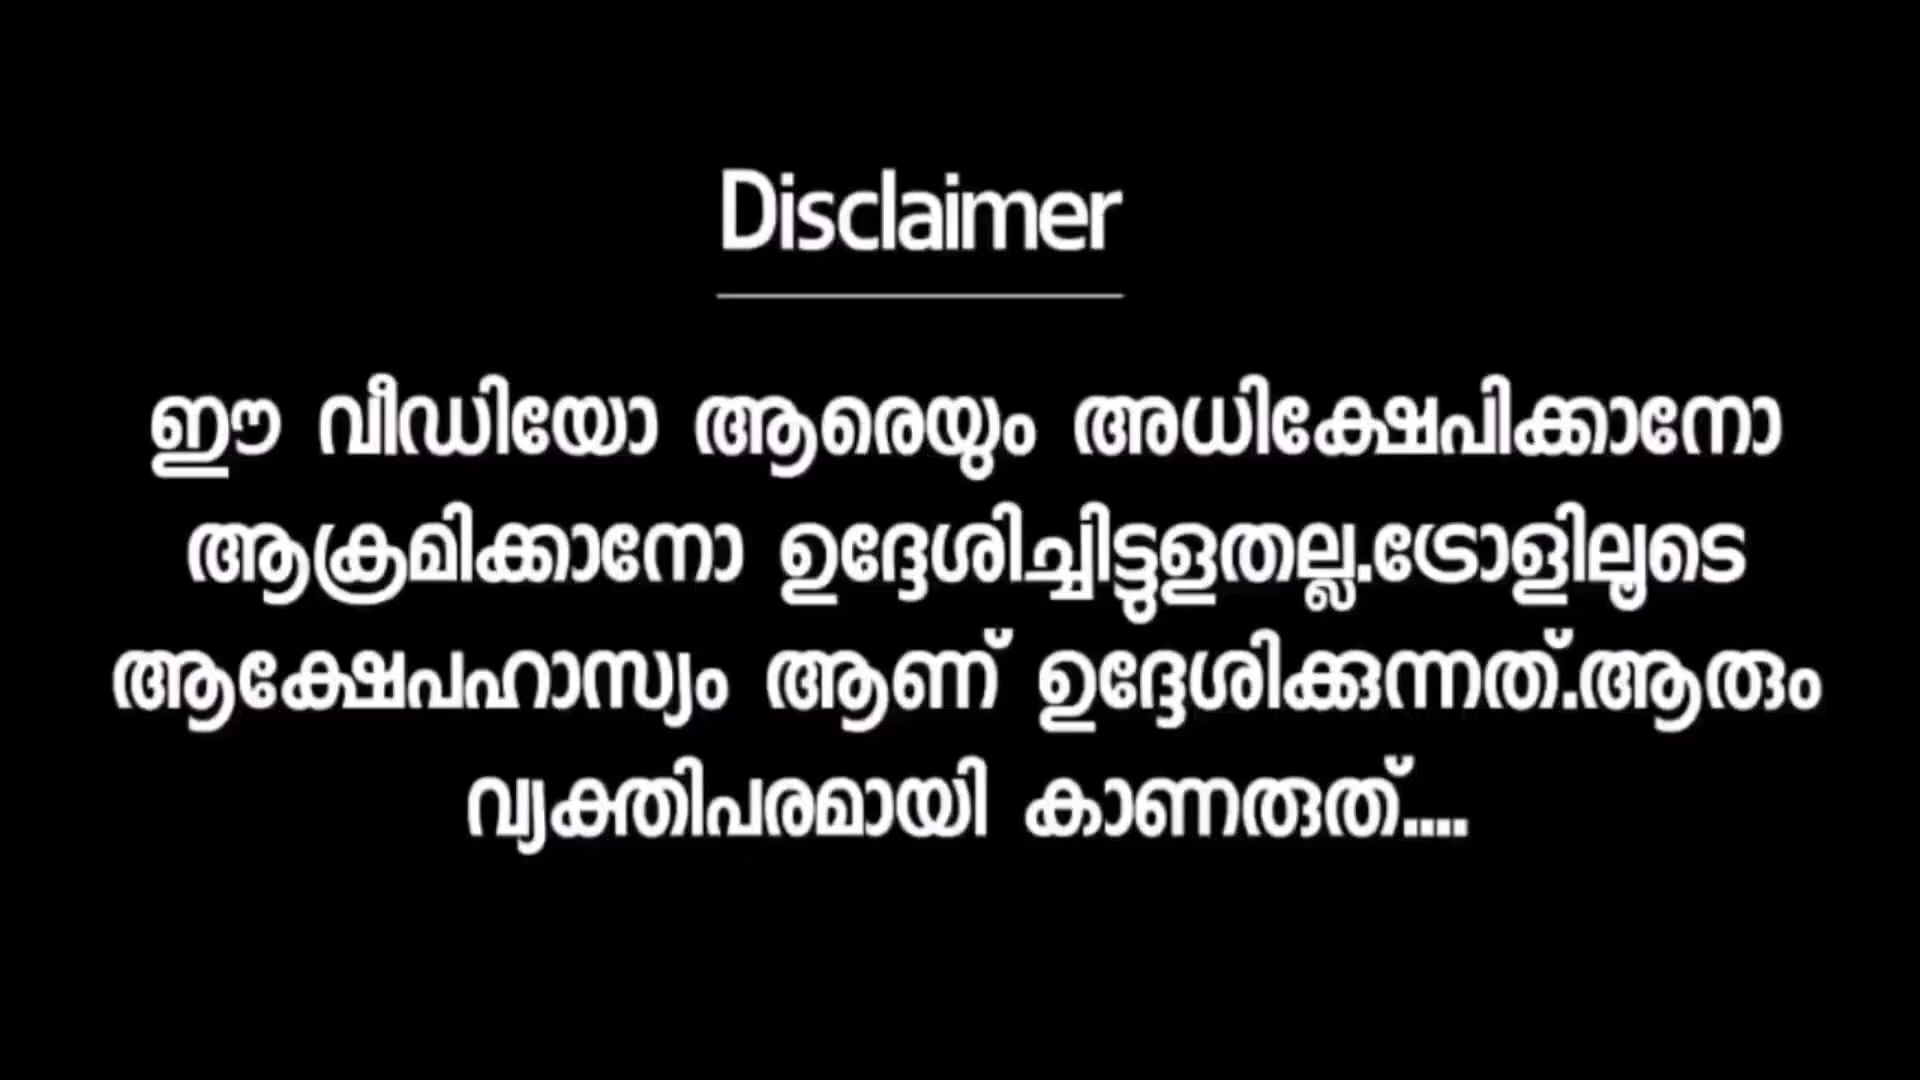 Disclaimer
ഈ വീഡിയോ ആരെയും അധിക്ഷേപിക്കാനോ
ആക്രമിക്കാനോ ഉദ്ദേശിച്ചിട്ടുളതല്ല.ട്രോളിലൂടെ
ആക്ഷേപഹാസ്യം ആണ് ഉദ്ദേശിക്കുന്നത്.ആരും
വ്യക്തിപരമായി കാണരുത്....